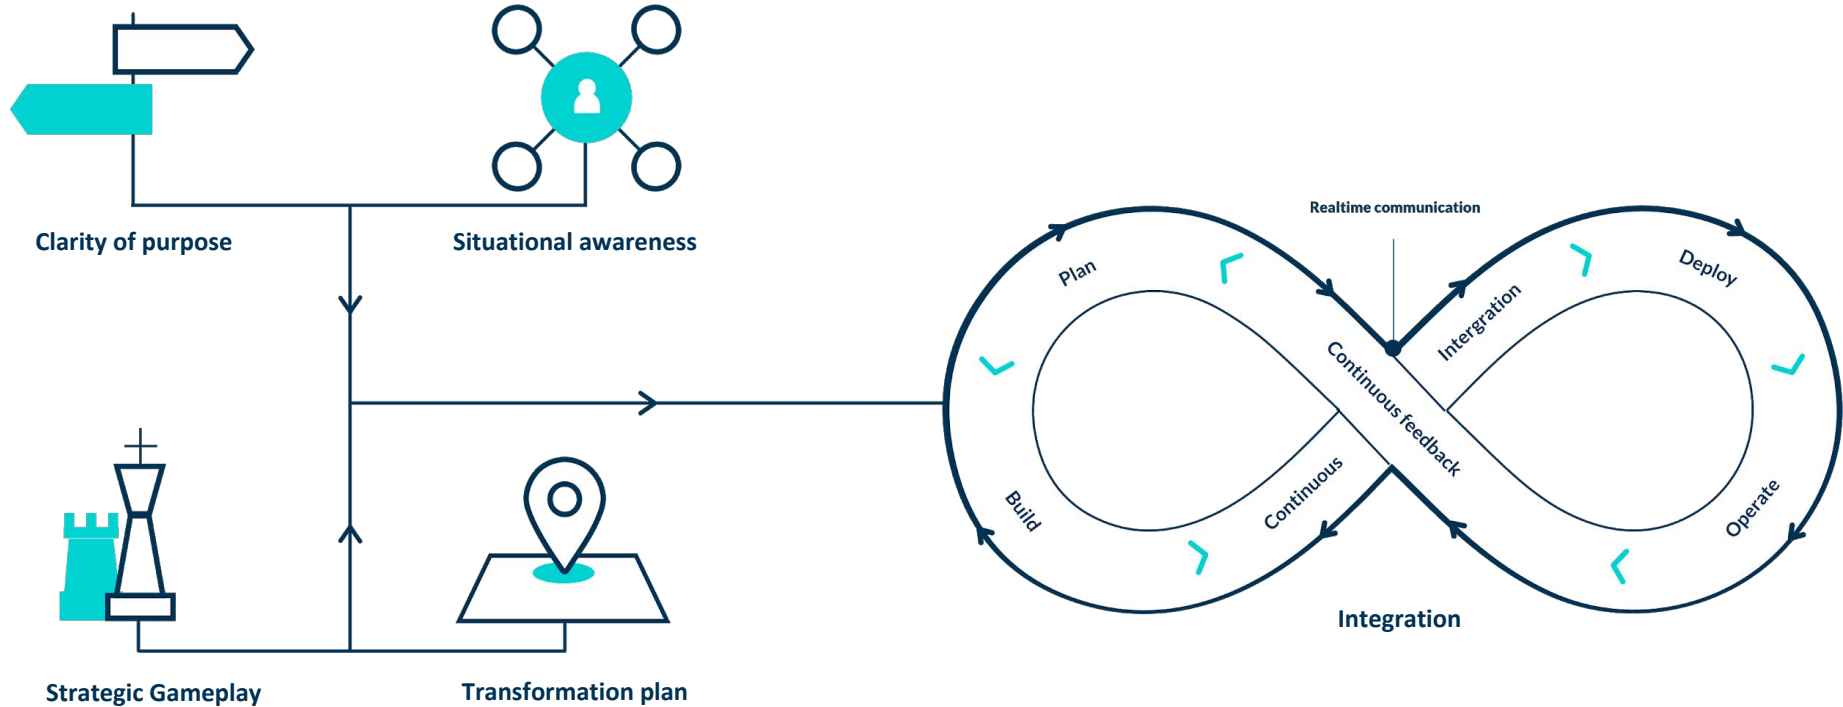 Clarity of purpose
Situational awareness
Strategic Gameplay
Transformation plan
Realtime communication
Plan
Build
Continuous
Intergration
Continuous feedback
Deploy
Operate
Integration